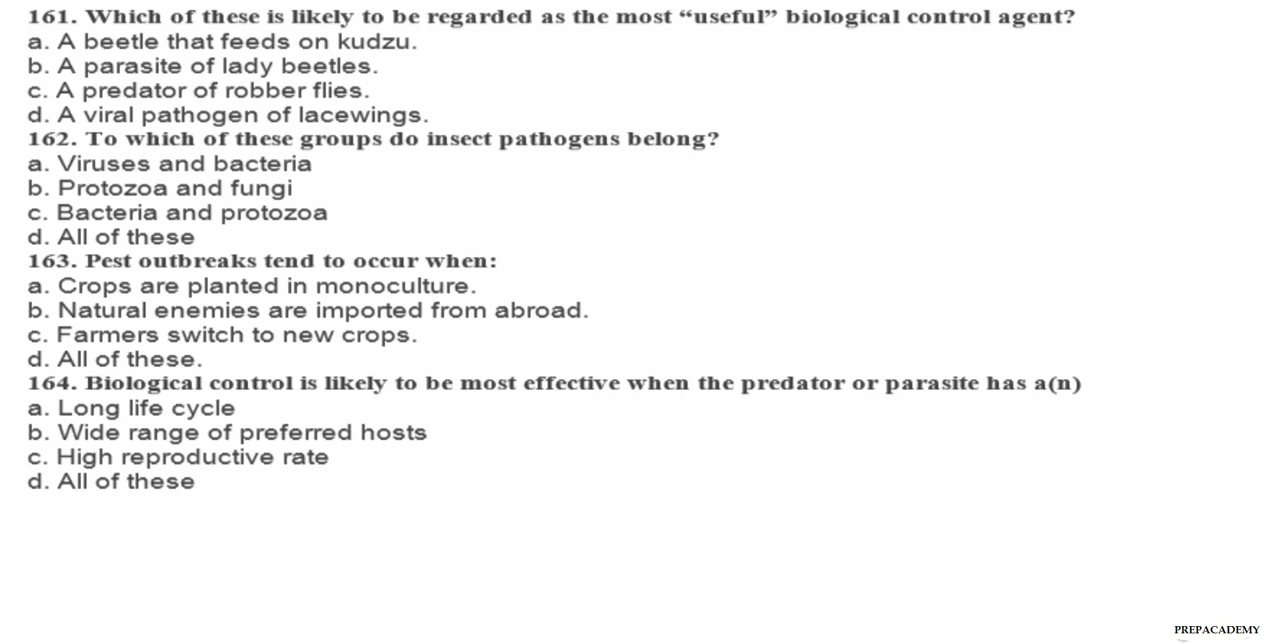 161. Which of these is likely to be regarded as the most “useful” biological control agent?
a. A beetle that feeds on kudzu.
b. A parasite of lady beetles.
c. A predator of robber flies.
d. A viral pathogen of lacewings.
162. To which of these groups do insect pathogens belong?
a. Viruses and bacteria
b. Protozoa and fungi
c. Bacteria and protozoa
d. All of these
163. Pest outbreaks tend to occur when:
a. Crops are planted in monoculture.
b. Natural enemies are imported from abroad.
c. Farmers switch to new crops.
d. All of these.
164. Biological control is likely to be most effective when the predator or parasite has a(n)
a. Long life cycle
b. Wide range of preferred hosts
c. High reproductive rate
d. All of these
PREPACADEMY